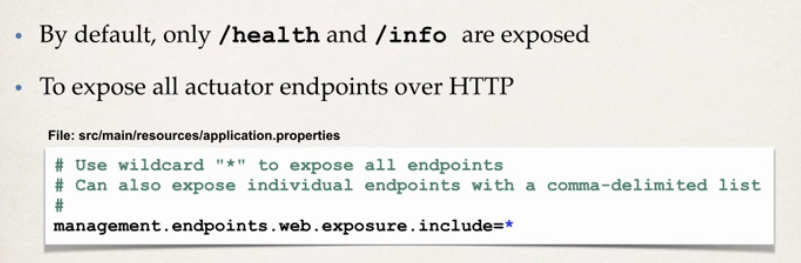 • By default, only /health and /info are exposed
• To expose all actuator endpoints over HTTP
File: src/main/resources/application.properties
# Use wildcard "*" to expose all endpoints
# Can also expose individual endpoints with a comma-delimited list
#
management.endpoints.web.exposure.include=*